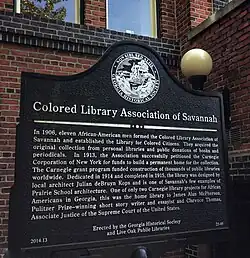 Colored Library Association of Savannah
In 1906, eleven African-American men formed the Colored Library Association of
Savannah and established the Library for Colored Citizens. They acquired the
original collection from personal libraries and public donations of books and
periodicals. In 1913, the Association successfully petitioned the Carnegie
Corporation of New York for funds to build a permanent home for the collection.
The Carnegie grant program funded construction of thousands of public libraries
worldwide. Dedicated in 1914 and completed in 1915, the library was designed by
local architect Julian deBruyn Kops and is one of Savannah's few examples of
Prairie School architecture. One of only two Carnegie library projects for African
Americans in Georgia, this was the home library to James Alan McPherson,
Pulitzer Prize-winning short story writer and essayist and Clarence Thomas,
Associate Justice of the Supreme Court of the United States.
Erected by the Georgia Historical Society
and Live Oak Public Libraries